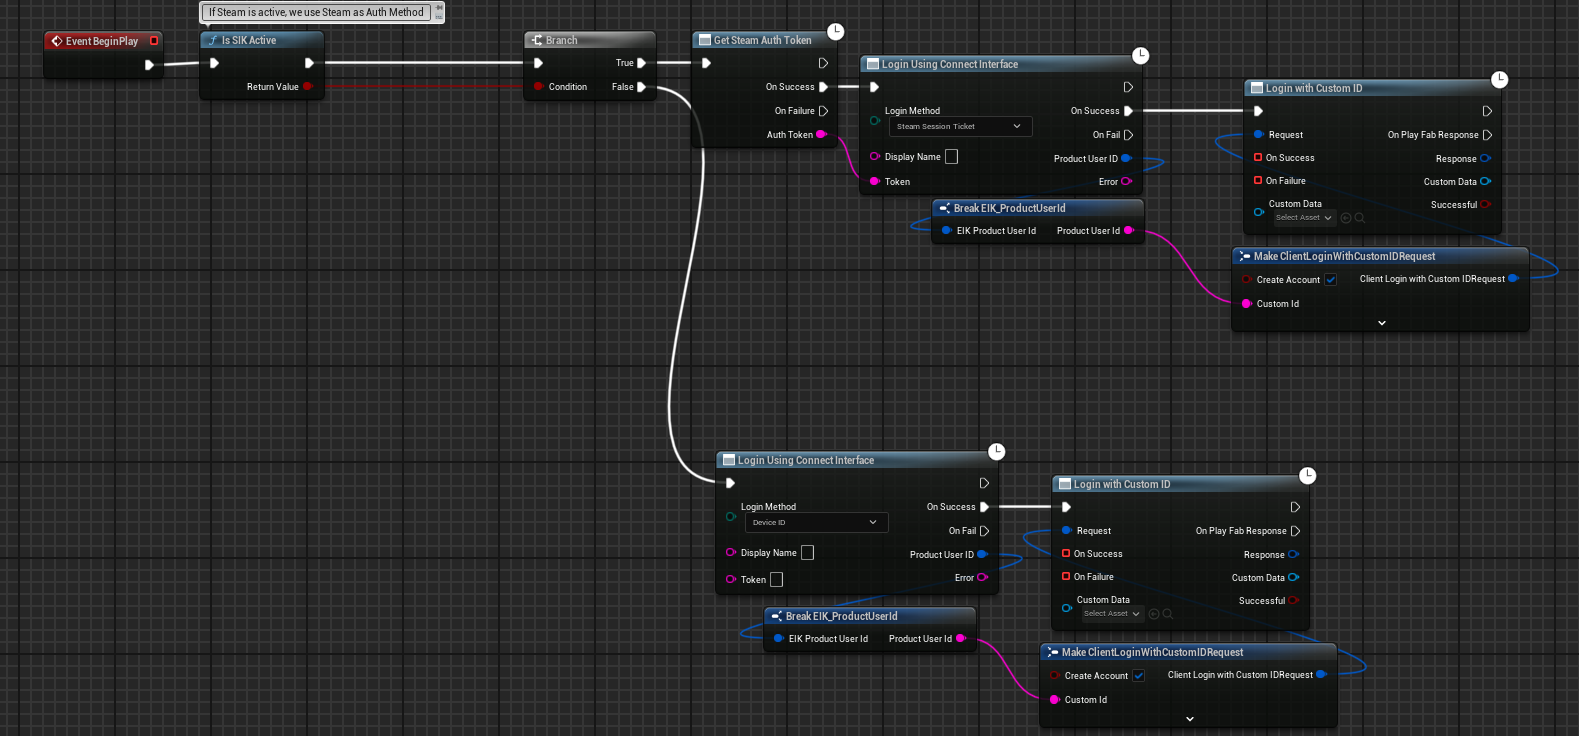 If Steam is active, we use Steam as Auth Method
Event BeginPlay
Is SIK Active
Return Value
Branch
True
Condition
False
Get Steam Auth Token
On Success
On Failure
Auth Token
Login Using Connect Interface
Login Method
Steam Session Ticket
On Success
On Fail
Display Name
Product User ID
Token
Error
Break EIK_ProductUserId
EIK Product User Id
Product User Id
Login with Custom ID
Request
On Play Fab Response
On Success
Response
On Failure
Custom Data
Custom Data
Select Asset
Successful
Make ClientLoginWithCustomIDRequest
Create Account
Client Login with Custom IDRequest
Custom Id
Login Using Connect Interface
Login Method
Device ID
On Success
On Fail
Display Name
Product User ID
Token
Error
Break EIK_ProductUserId
EIK Product User Id
Product User Id
Login with Custom ID
Request
On Play Fab Response
On Success
Response
On Failure
Custom Data
Custom Data
Select Asset
Successful
Make ClientLoginWithCustomIDRequest
Create Account
Client Login with Custom IDRequest
Custom Id